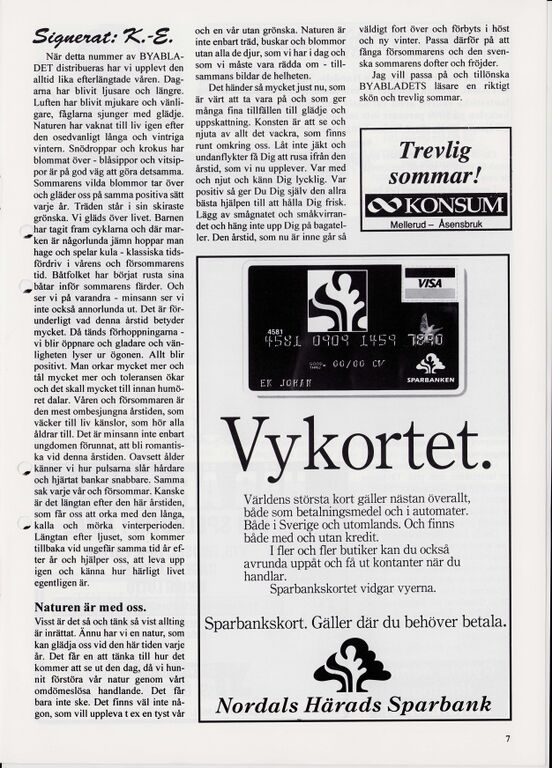 Signerat: K.-E.
När detta nummer av BYABLA-
DET distribueras har vi upplevt den
alltid lika efterlängtade våren. Dag-
arna har blivit ljusare och längre.
Luften har blivit mjukare och vänli-
gare, fåglarna sjunger med glädje.
Naturen har vaknat till liv igen efter
den osedvanligt långa och vintriga
vintern. Snödroppar och krokus har
blommat över - blåsippor och vitsip-
por är på god väg att göra detsamma.
Sommarens vilda blommor tar över
och gläder oss på samma positiva sätt
varje år. Träden står i sin skiraste
grönska. Vi gläds över livet. Barnen
har tagit fram cyklarna och där mar-
ken är någorlunda jämn hoppar man
hage och spelar kula - klassiska tids-
fördriv i vårens och försommarens
tid. Båtfolket har börjat rusta sina
båtar inför sommarens färder. Och
ser vi på varandra - minsann ser vi
inte också annorlunda ut. Det är för-
underligt vad denna årstid betyder
mycket. Då tänds förhoppningarna -
vi blir öppnare och gladare och vän-
ligheten lyser ur ögonen. Allt blir
positivt. Man orkar mycket mer och
tål mycket mer och toleransen ökar
och det skall mycket till innan humö-
ret dalar. Våren och försommaren är
den mest ombesjungna årstiden, som
väcker till liv känslor, som hör alla
åldrar till. Det är minsann inte enbart
ungdomen förunnat, att bli romantis-
ka vid denna årstiden. Oavsett ålder
känner vi hur pulsarna slår hårdare
och hjärtat bankar snabbare. Samma
sak varje vår och försommar. Kanske
är det längtan efter den här årstiden,
som får oss att orka med den långa,
kalla och mörka vinterperioden.
Längtan efter ljuset, som kommer
tillbaka vid ungefär samma tid år ef-
ter år och hjälper oss, att leva upp
igen och känna hur härligt livet
egentligen är.
Naturen är med oss.
Visst är det så och tänk så vist allting
är inrättat. Ännu har vi en natur, som
kan glädja oss vid den här tiden varje
år. Det får en att tänka till hur det
kommer att se ut den dag, då vi hun-
nit förstöra vår natur genom vårt
omdömeslösa handlande. Det får
bara inte ske. Det finns väl inte nå-
gon, som vill uppleva t ex en tyst vår
och en vår utan grönska. Naturen är
inte enbart träd, buskar och blommor
utan alla de djur, som vi har i dag och
som vi måste vara rädda om - till-
sammans bildar de helheten.
Det händer så mycket just nu, som
är värt att ta vara på och som ger
många fina tillfällen till glädje och
uppskattning. Konsten är att se och
njuta av allt det vackra, som finns
runt omkring oss. Låt inte jäkt och
undanflykter få Dig att rusa ifrån den
årstid, som vi nu upplever. Var med
och njut och känn Dig lycklig. Var
positiv så ger Du Dig själv den allra
bästa hjälpen till att hålla Dig frisk.
Lägg av smågnatet och småkvirran-
det och häng inte upp Dig på bagatel-
ler. Den årstid, som nu är inne går så
väldigt fort över och förbyts i höst
och ny vinter. Passa därför på att
fånga försommarens och den sven-
ska sommarens dofter och fröjder.
Jag vill passa på och tillönska
BYABLADETS läsare en riktigt
skön och trevlig sommar.
Trevlig
sommar!
KONSUM
Mellerud – Åsensbruk
VISA
4581
4581 0909 1459 7890
GOOD THRU 00/00 CV
EK JOHAN
SPARBANKEN
Vykortet.
Världens största kort gäller nästan överallt,
både som betalningsmedel och i automater.
Både i Sverige och utomlands. Och finns
både med och utan kredit.
I fler och fler butiker kan du också
avrunda uppåt och få ut kontanter när du
handlar.
Sparbankskortet vidgar vyerna.
Sparbankskort. Gäller där du behöver betala.
Nordals Härads Sparbank
7